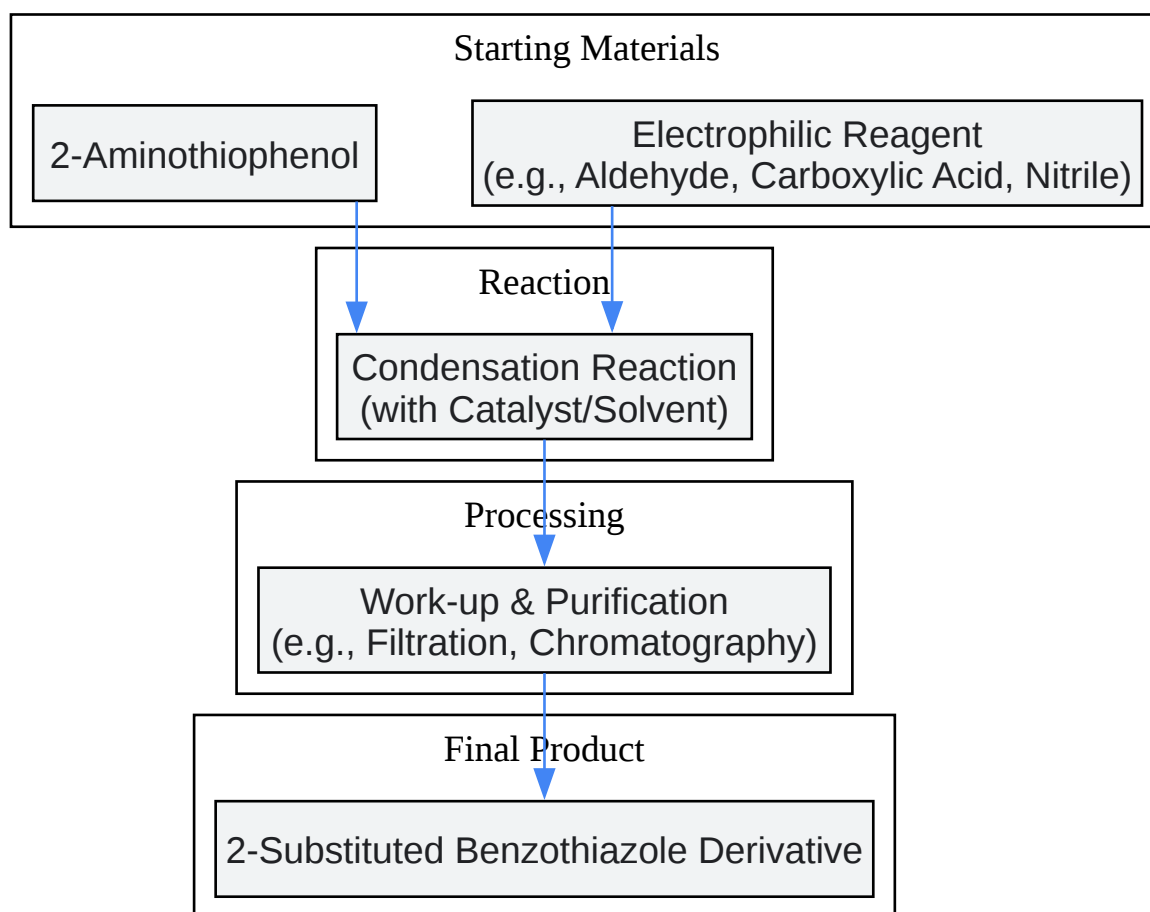 Starting Materials
2-Aminothiophenol
Electrophilic Reagent
(e.g., Aldehyde, Carboxylic Acid, Nitrile)
Reaction
Condensation Reaction
(with Catalyst/Solvent)
Processing
Work-up & Purification
(e.g., Filtration, Chromatography)
Final Product
2-Substituted Benzothiazole Derivative